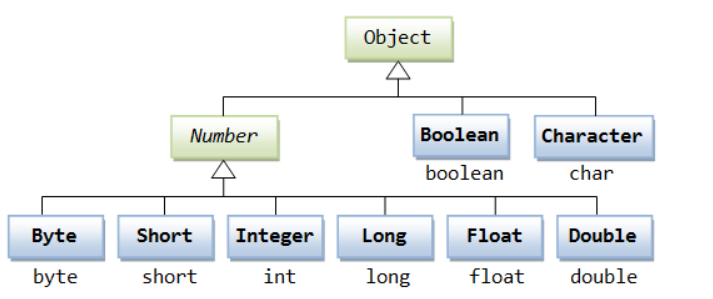 Object
Number
Boolean
Character
boolean
char
Byte
Short
Integer
Long
Float
Double
byte
short
int
long
float
double